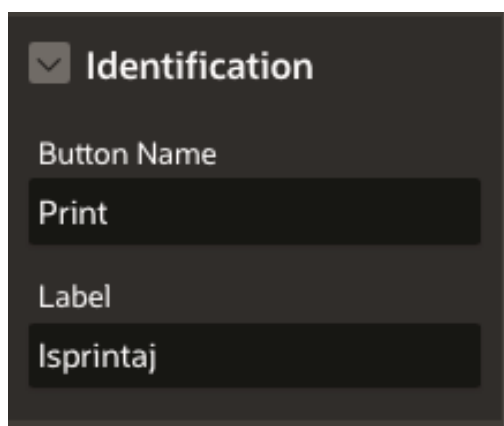 Identification
Button Name
Print
Label
Isprintaj